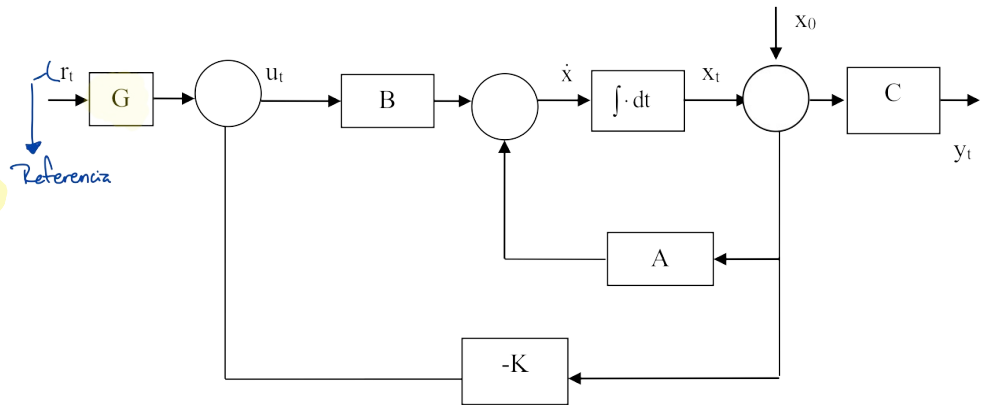 x₀
rₜ
uₜ
ẋ
xₜ
G
B
∫· dt
C
yₜ
Referencia
A
-K